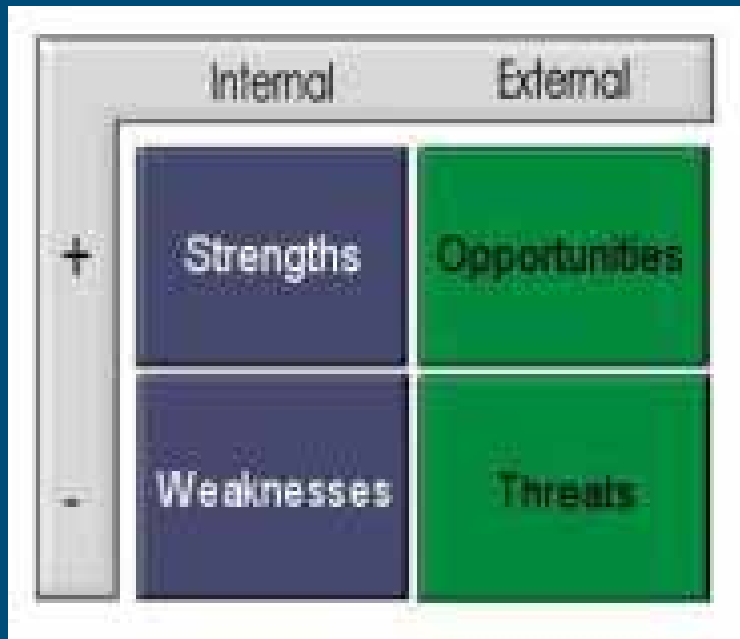 Internal External
+ Strengths Opportunities
- Weaknesses Threats